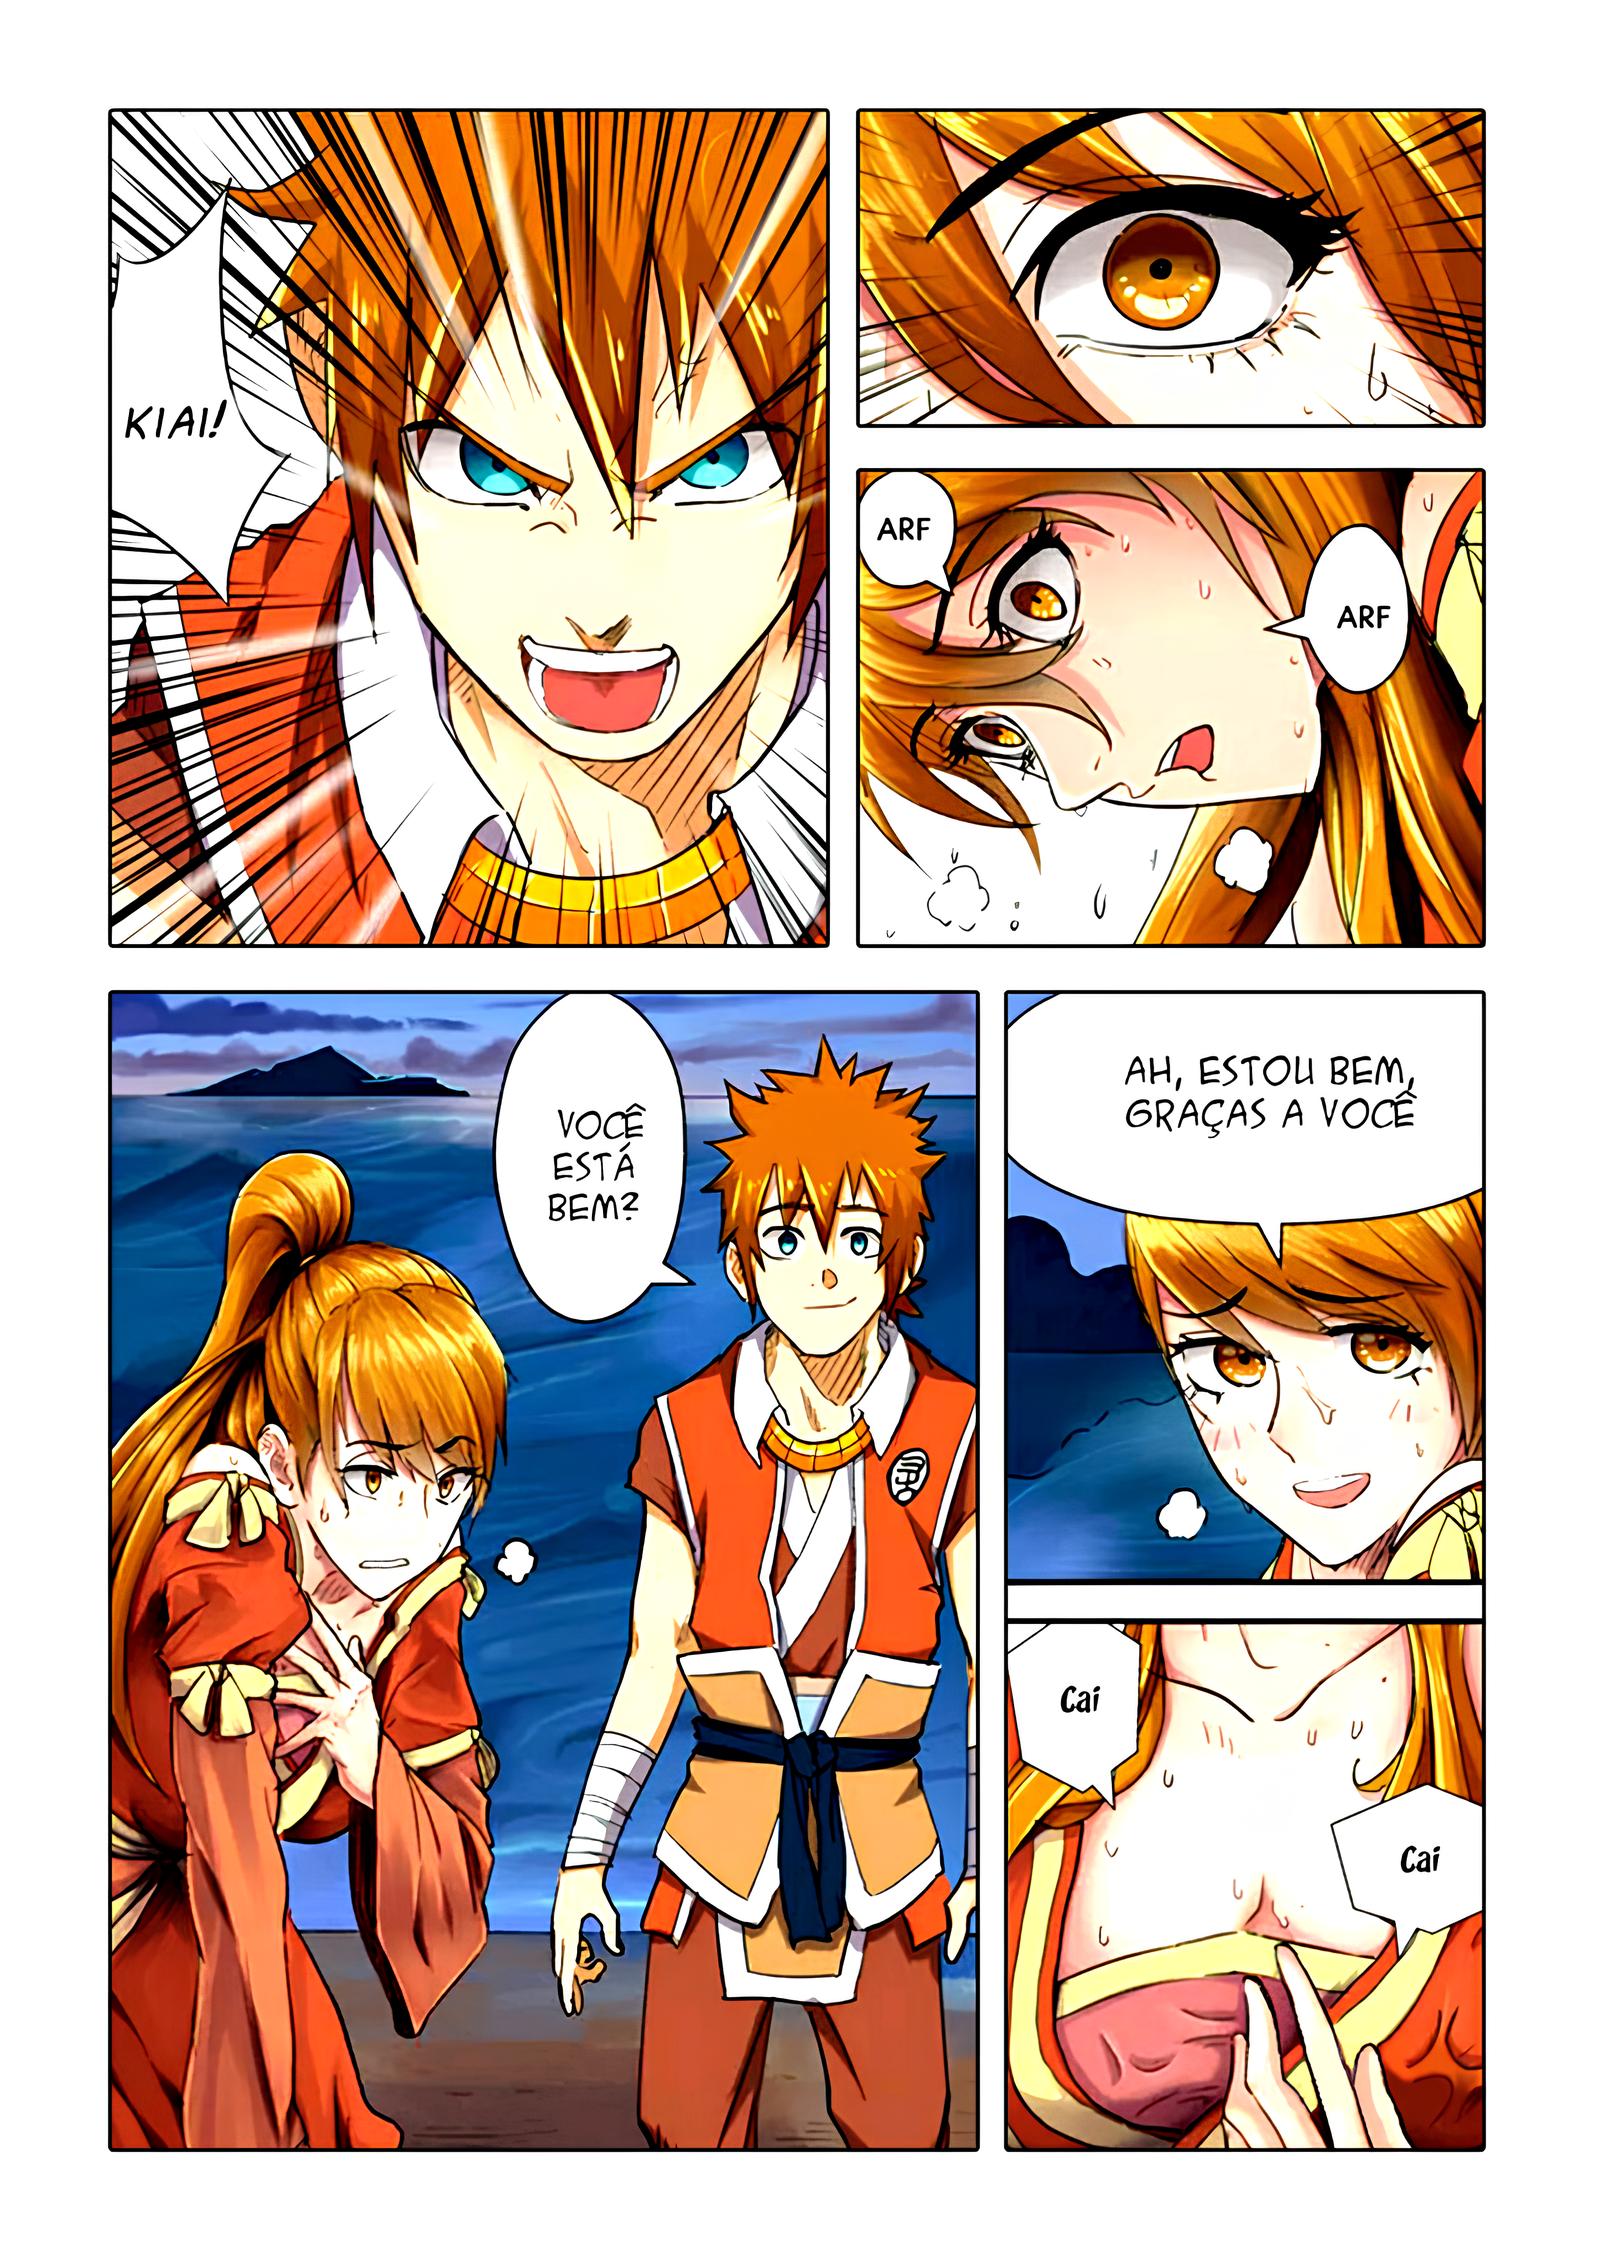 KIAI!
ARF
ARF
VOCÊ
ESTÁ
BEM?
AH, ESTOU BEM,
GRAÇAS A VOCÊ
Cai
Cai